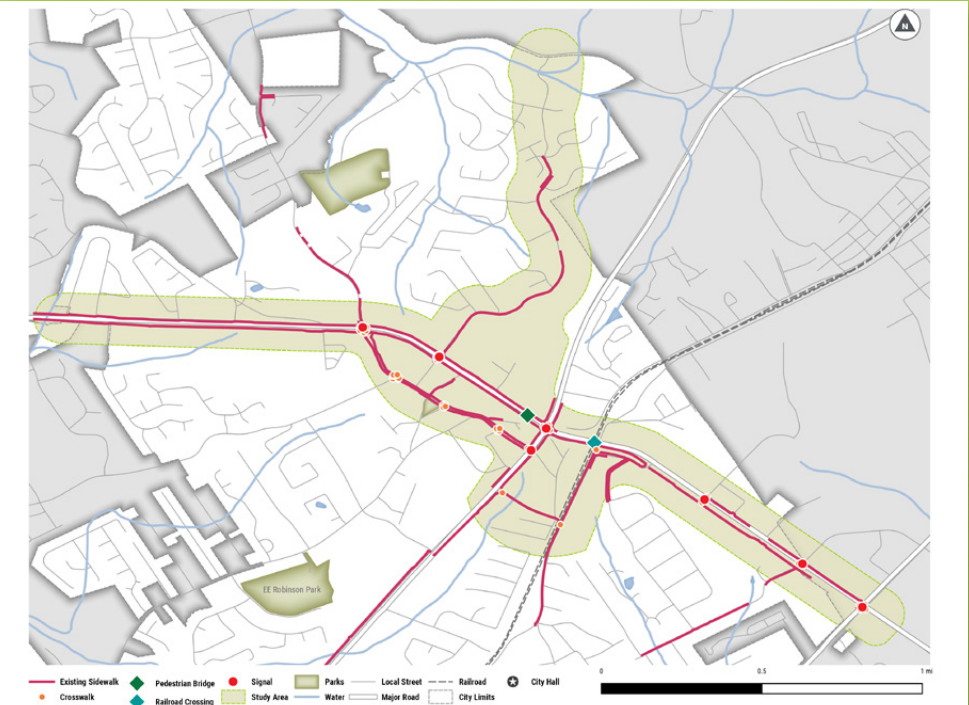 N
EE Robinson Park
0 0.5 1 mi
Existing Sidewalk Pedestrian Bridge Signal Parks Local Street Railroad City Hall
Crosswalk Railroad Crossing Study Area Water Major Road City Limits